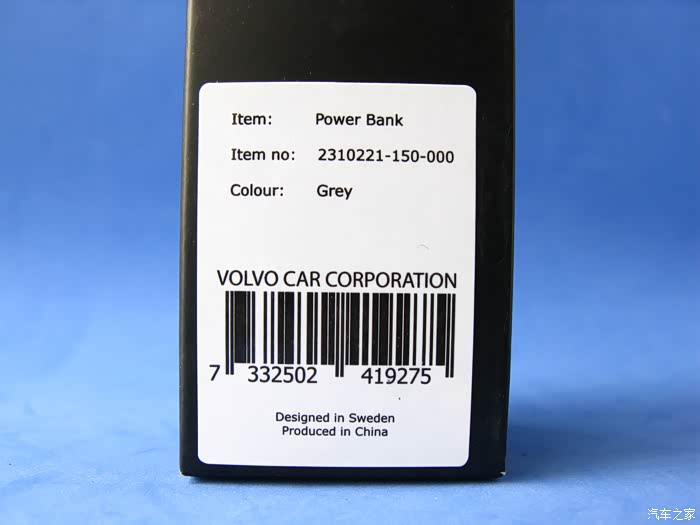 Item: Power Bank
Item no: 2310221-150-000
Colour: Grey
VOLVO CAR CORPORATION
7 332502 419275
Designed in Sweden
Produced in China
汽车之家